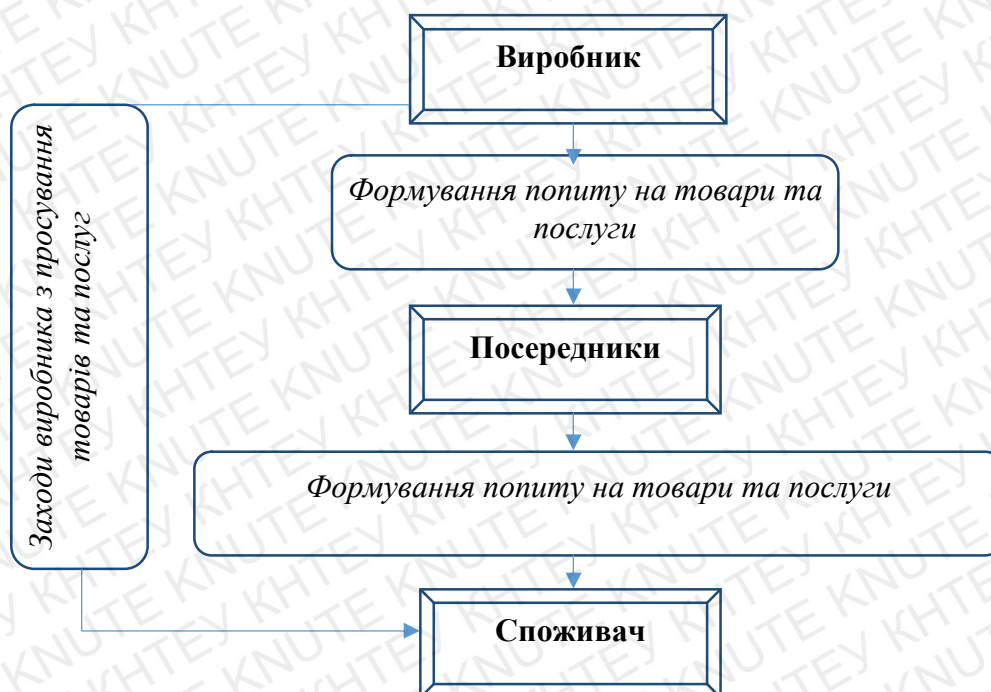 Виробник
Заходи виробника з просування
товарів та послуг
Формування попиту на товари та
послуги
Посередники
Формування попиту на товари та послуги
Споживач